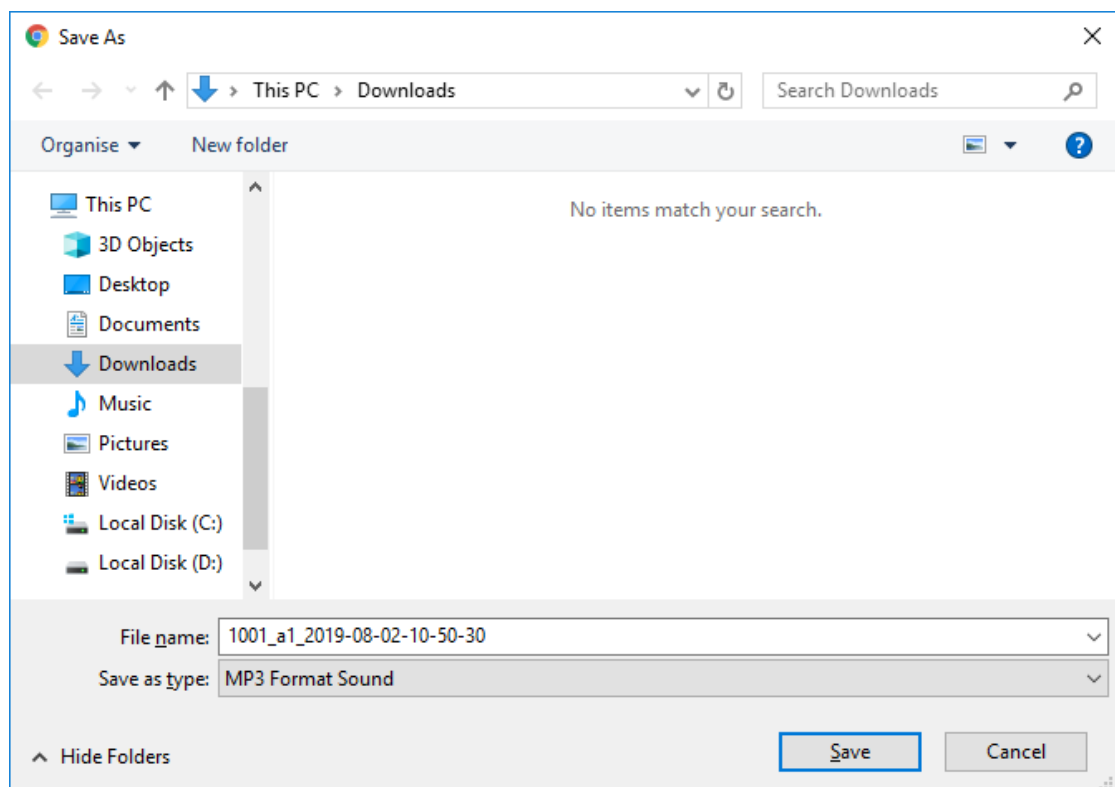 Save As
This PC > Downloads
Search Downloads
Organise
New folder
?
This PC
3D Objects
Desktop
Documents
Downloads
Music
Pictures
Videos
Local Disk (C:)
Local Disk (D:)
No items match your search.
File name: 1001_a1_2019-08-02-10-50-30
Save as type: MP3 Format Sound
Hide Folders
Save
Cancel